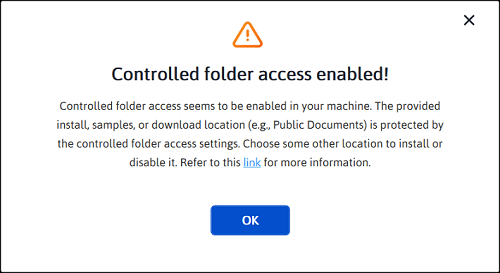 Controlled folder access enabled!
Controlled folder access seems to be enabled in your machine. The provided
install, samples, or download location (e.g., Public Documents) is protected by
the controlled folder access settings. Choose some other location to install or
disable it. Refer to this link for more information.
OK